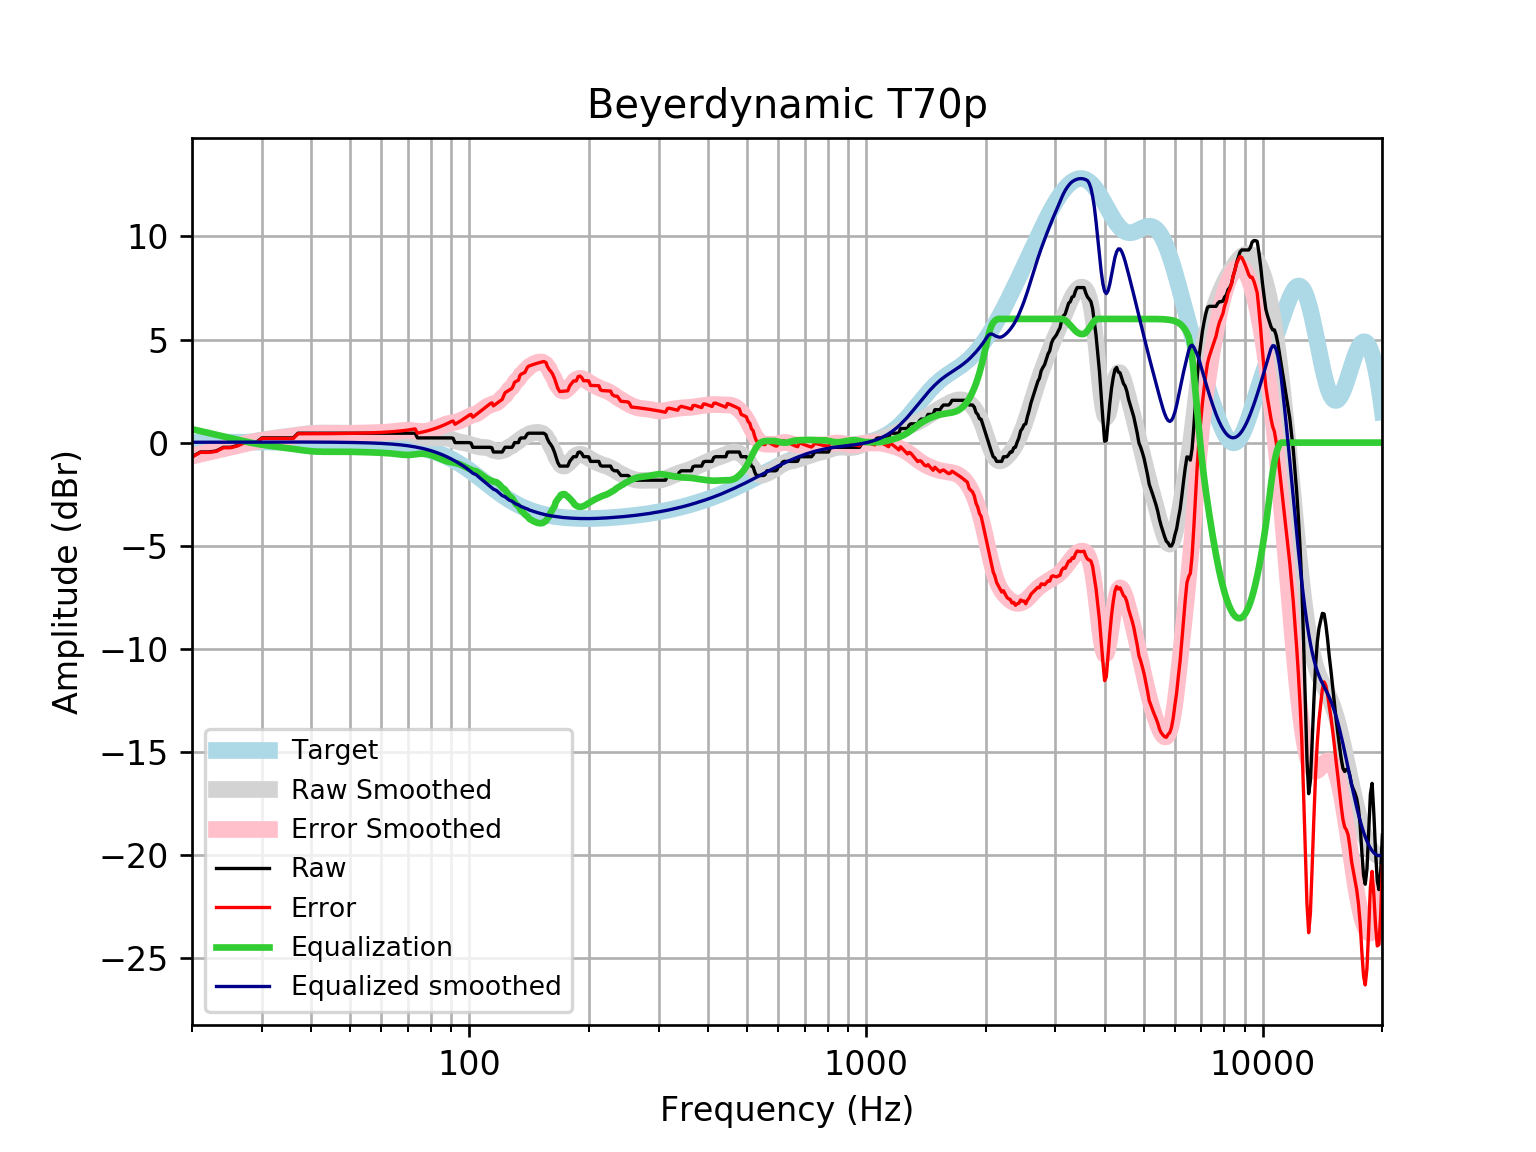 Beyerdynamic T70p
Amplitude (dBr)
10
5
0
−5
−10
−15
−20
−25
Target
Raw Smoothed
Error Smoothed
Raw
Error
Equalization
Equalized smoothed
100
1000
10000
Frequency (Hz)